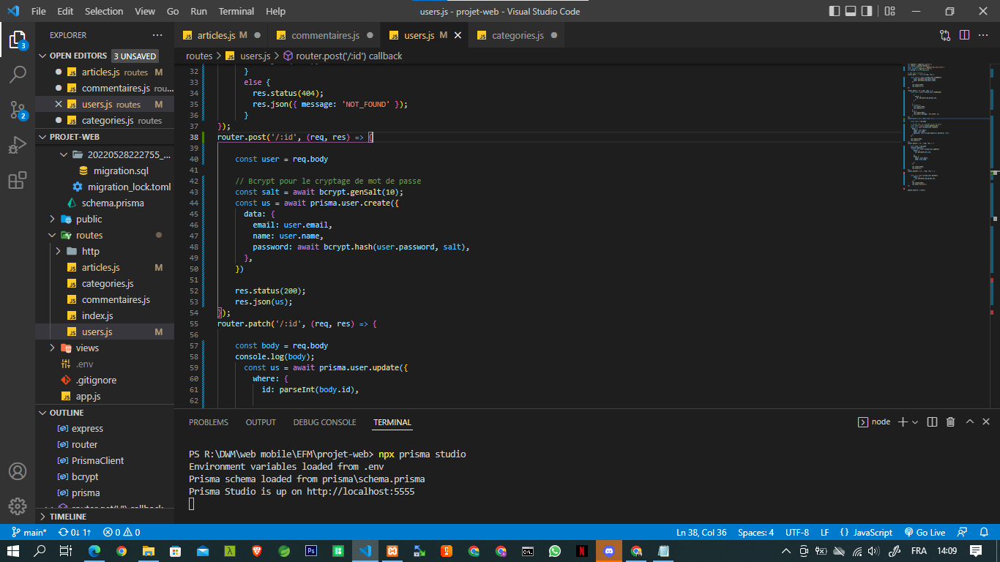 File Edit Selection View Go Run Terminal Help
users.js - projet-web - Visual Studio Code
EXPLORER
OPEN EDITORS 3 UNSAVED
articles.js routes M
commentaires.js rou...
users.js routes M
categories.js routes
PROJET-WEB
20220528222755_...
migration.sql
migration_lock.toml
schema.prisma
public
routes
http
articles.js M
categories.js
commentaires.js
index.js
users.js M
views
.env
.gitignore
app.js
OUTLINE
express
router
PrismaClient
bcrypt
prisma
router.get('/') callback
TIMELINE
articles.js M
commentaires.js
users.js M
categories.js
routes > users.js > router.post('/:id') callback
32 }
33 else {
34 res.status(404);
35 res.json({ message: 'NOT_FOUND' });
36 }
37 });
38 router.post('/:id', (req, res) => {
39
40 const user = req.body
41
42 // Bcrypt pour le cryptage de mot de passe
43 const salt = await bcrypt.genSalt(10);
44 const us = await prisma.user.create({
45 data: {
46 email: user.email,
47 name: user.name,
48 password: await bcrypt.hash(user.password, salt),
49 },
50 })
51
52 res.status(200);
53 res.json(us);
54 });
55 router.patch('/:id', (req, res) => {
56
57 const body = req.body
58 console.log(body);
59 const us = await prisma.user.update({
60 where: {
61 id: parseInt(body.id),
62
PROBLEMS OUTPUT DEBUG CONSOLE TERMINAL
node
PS R:\DWM\web mobile\EFM\projet-web> npx prisma studio
Environment variables loaded from .env
Prisma schema loaded from prisma\schema.prisma
Prisma Studio is up on http://localhost:5555
main* 0↓ 1↑ 0 0
Ln 38, Col 36 Spaces: 4 UTF-8 LF { } JavaScript Go Live
FRA 14:09